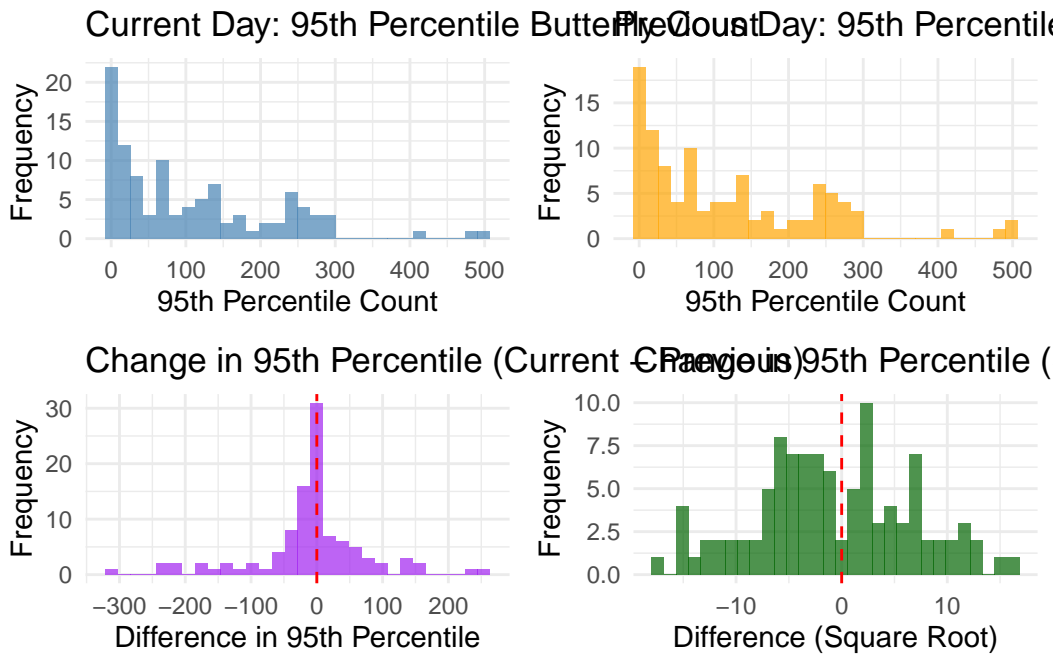 Current Day: 95th Percentile Butterfly Count
Previous Day: 95th Percentile
Frequency
20
15
10
5
0
0 100 200 300 400 500
95th Percentile Count
Frequency
15
10
5
0
0 100 200 300 400 500
95th Percentile Count
Change in 95th Percentile (Current − Previous)
Change in 95th Percentile (
Frequency
30
20
10
0
−300 −200 −100 0 100 200
Difference in 95th Percentile
Frequency
10.0
7.5
5.0
2.5
0.0
−10 0 10
Difference (Square Root)